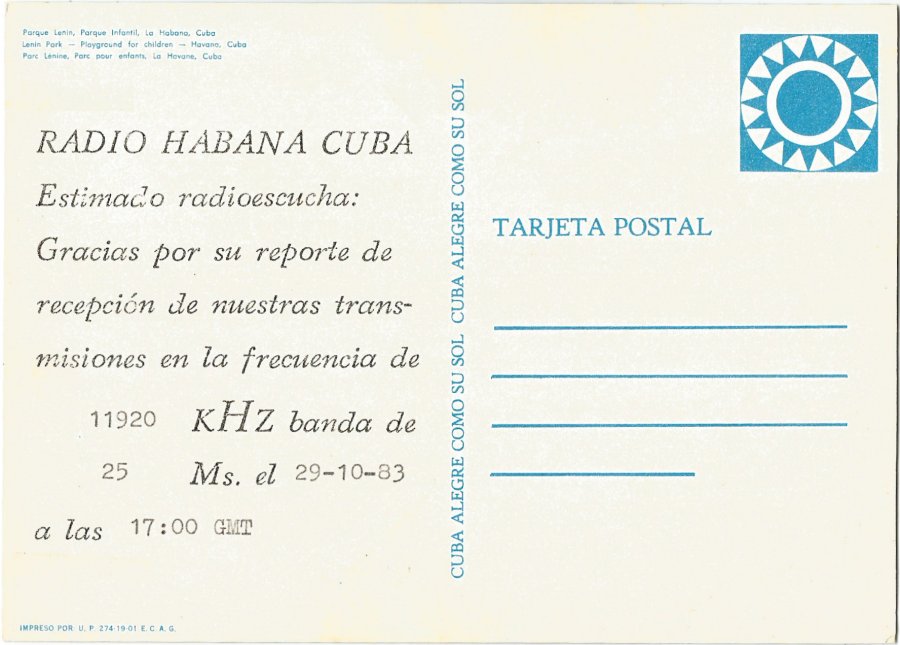 Parque Lenin, Parque Infantil, La Habana, Cuba
Lenin Park — Playground for children — Havana, Cuba
Parc Lénine, Parc pour enfants, La Havane, Cuba
RADIO HABANA CUBA
Estimado radioescucha:
Gracias por su reporte de
recepción de nuestras trans-
misiones en la frecuencia de
11920 KHZ banda de
25 Ms. el 29-10-83
a las 17:00 GMT
IMPRESO POR U. P. 274-19-01 E. C. A. G.
CUBA ALEGRE COMO SU SOL CUBA ALEGRE COMO SU SOL
TARJETA POSTAL